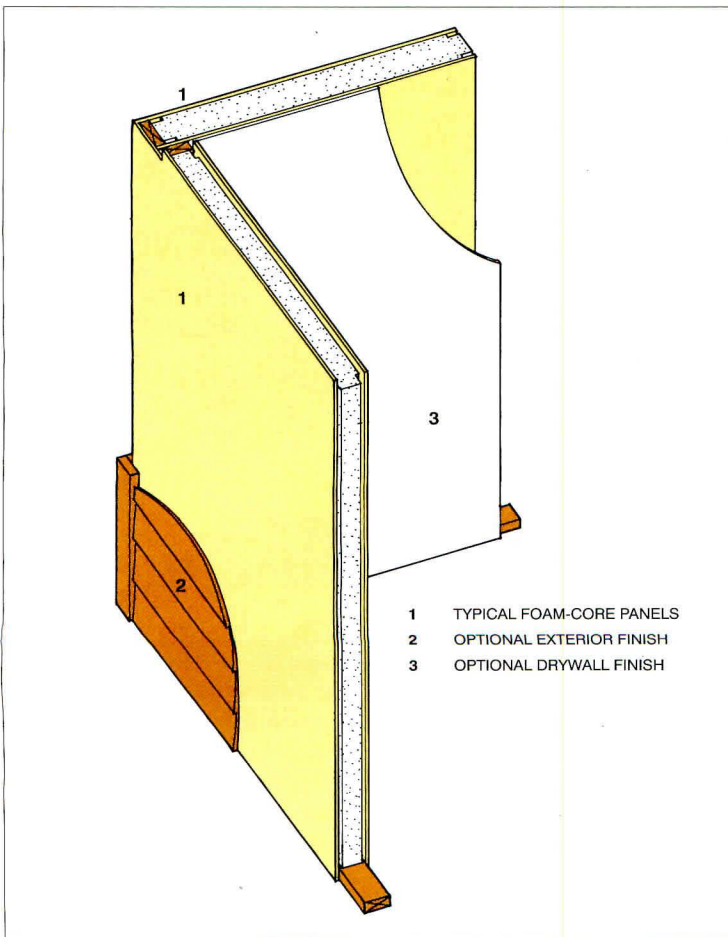 1
1
3
2
1 TYPICAL FOAM-CORE PANELS
2 OPTIONAL EXTERIOR FINISH
3 OPTIONAL DRYWALL FINISH